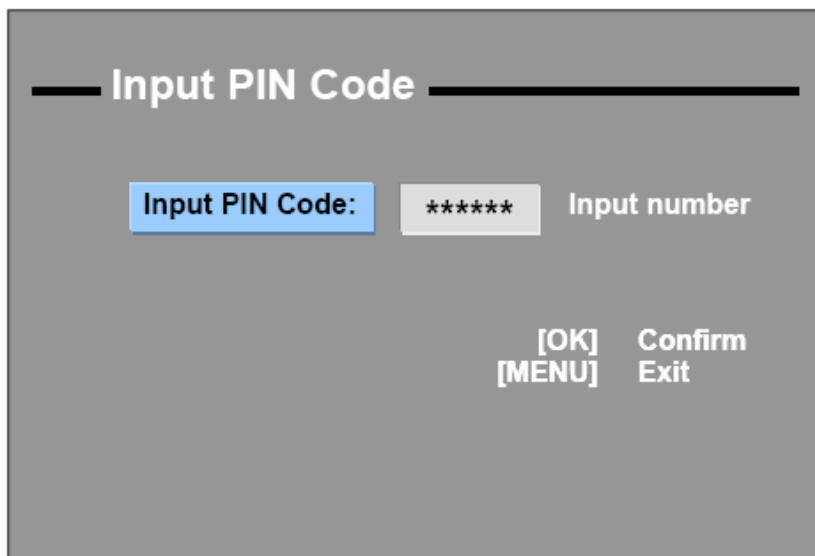 Input PIN Code
Input PIN Code: ****** Input number
[OK] Confirm
[MENU] Exit